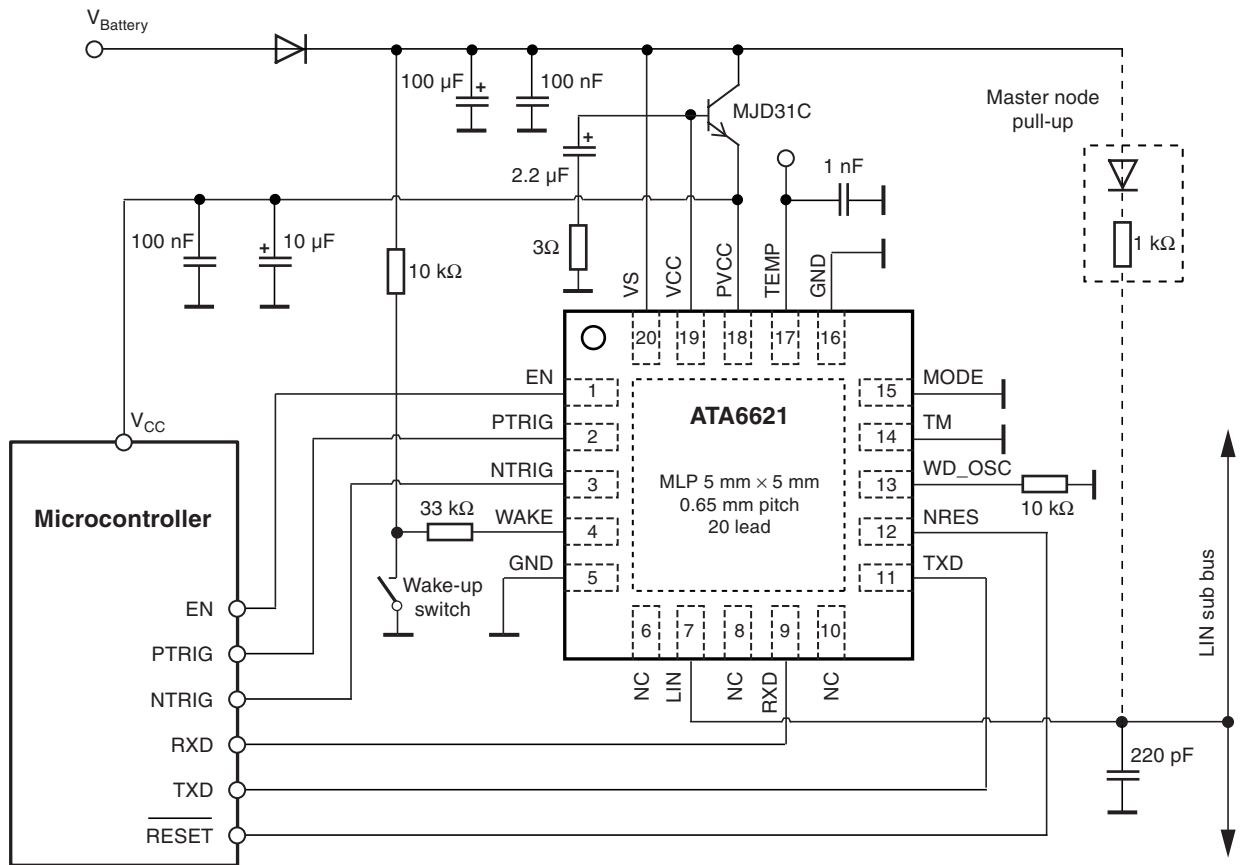 VBattery
100 µF
+
100 nF
MJD31C
Master node
pull-up
+
2.2 µF
1 nF
100 nF
+
10 µF
10 kΩ
3Ω
1 kΩ
VS
VCC
PVCC
TEMP
GND
20
19
18
17
16
EN
1
15
MODE
ATA6621
VCC
PTRIG
2
14
TM
NTRIG
3
MLP 5 mm × 5 mm
0.65 mm pitch
20 lead
13
WD_OSC
10 kΩ
Microcontroller
33 kΩ
WAKE
4
12
NRES
GND
5
11
TXD
Wake-up
switch
6
7
8
9
10
NC
LIN
NC
RXD
NC
LIN sub bus
EN
PTRIG
NTRIG
RXD
TXD
RESET
220 pF